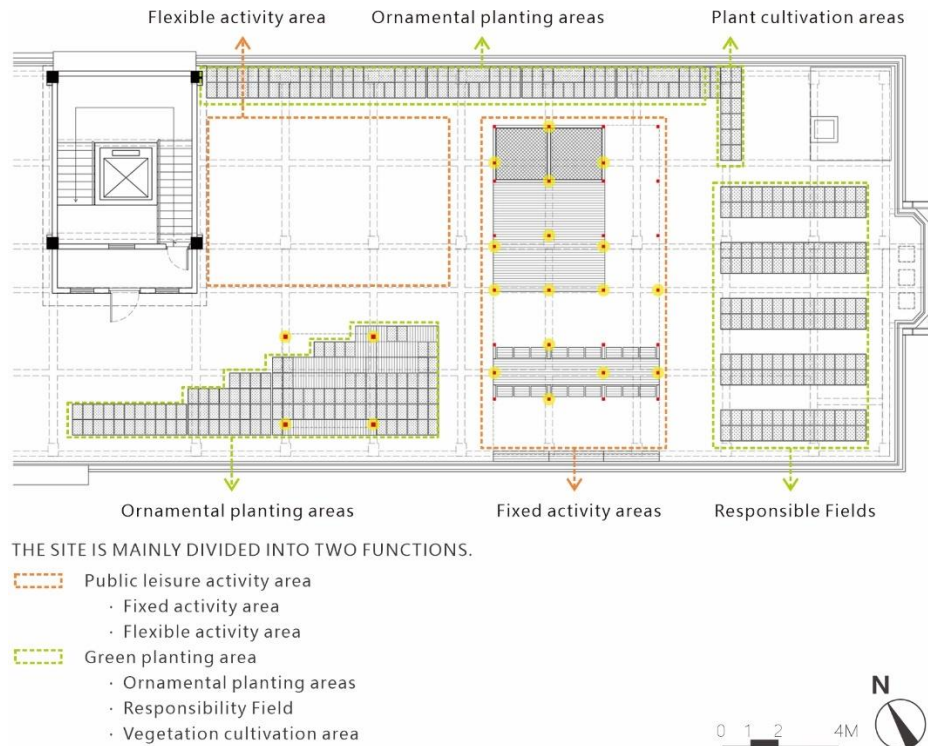 Flexible activity area
Ornamental planting areas
Plant cultivation areas
Ornamental planting areas
Fixed activity areas
Responsible Fields
THE SITE IS MAINLY DIVIDED INTO TWO FUNCTIONS.
Public leisure activity area
· Fixed activity area
· Flexible activity area
Green planting area
· Ornamental planting areas
· Responsibility Field
· Vegetation cultivation area
0 1 2 4M
N